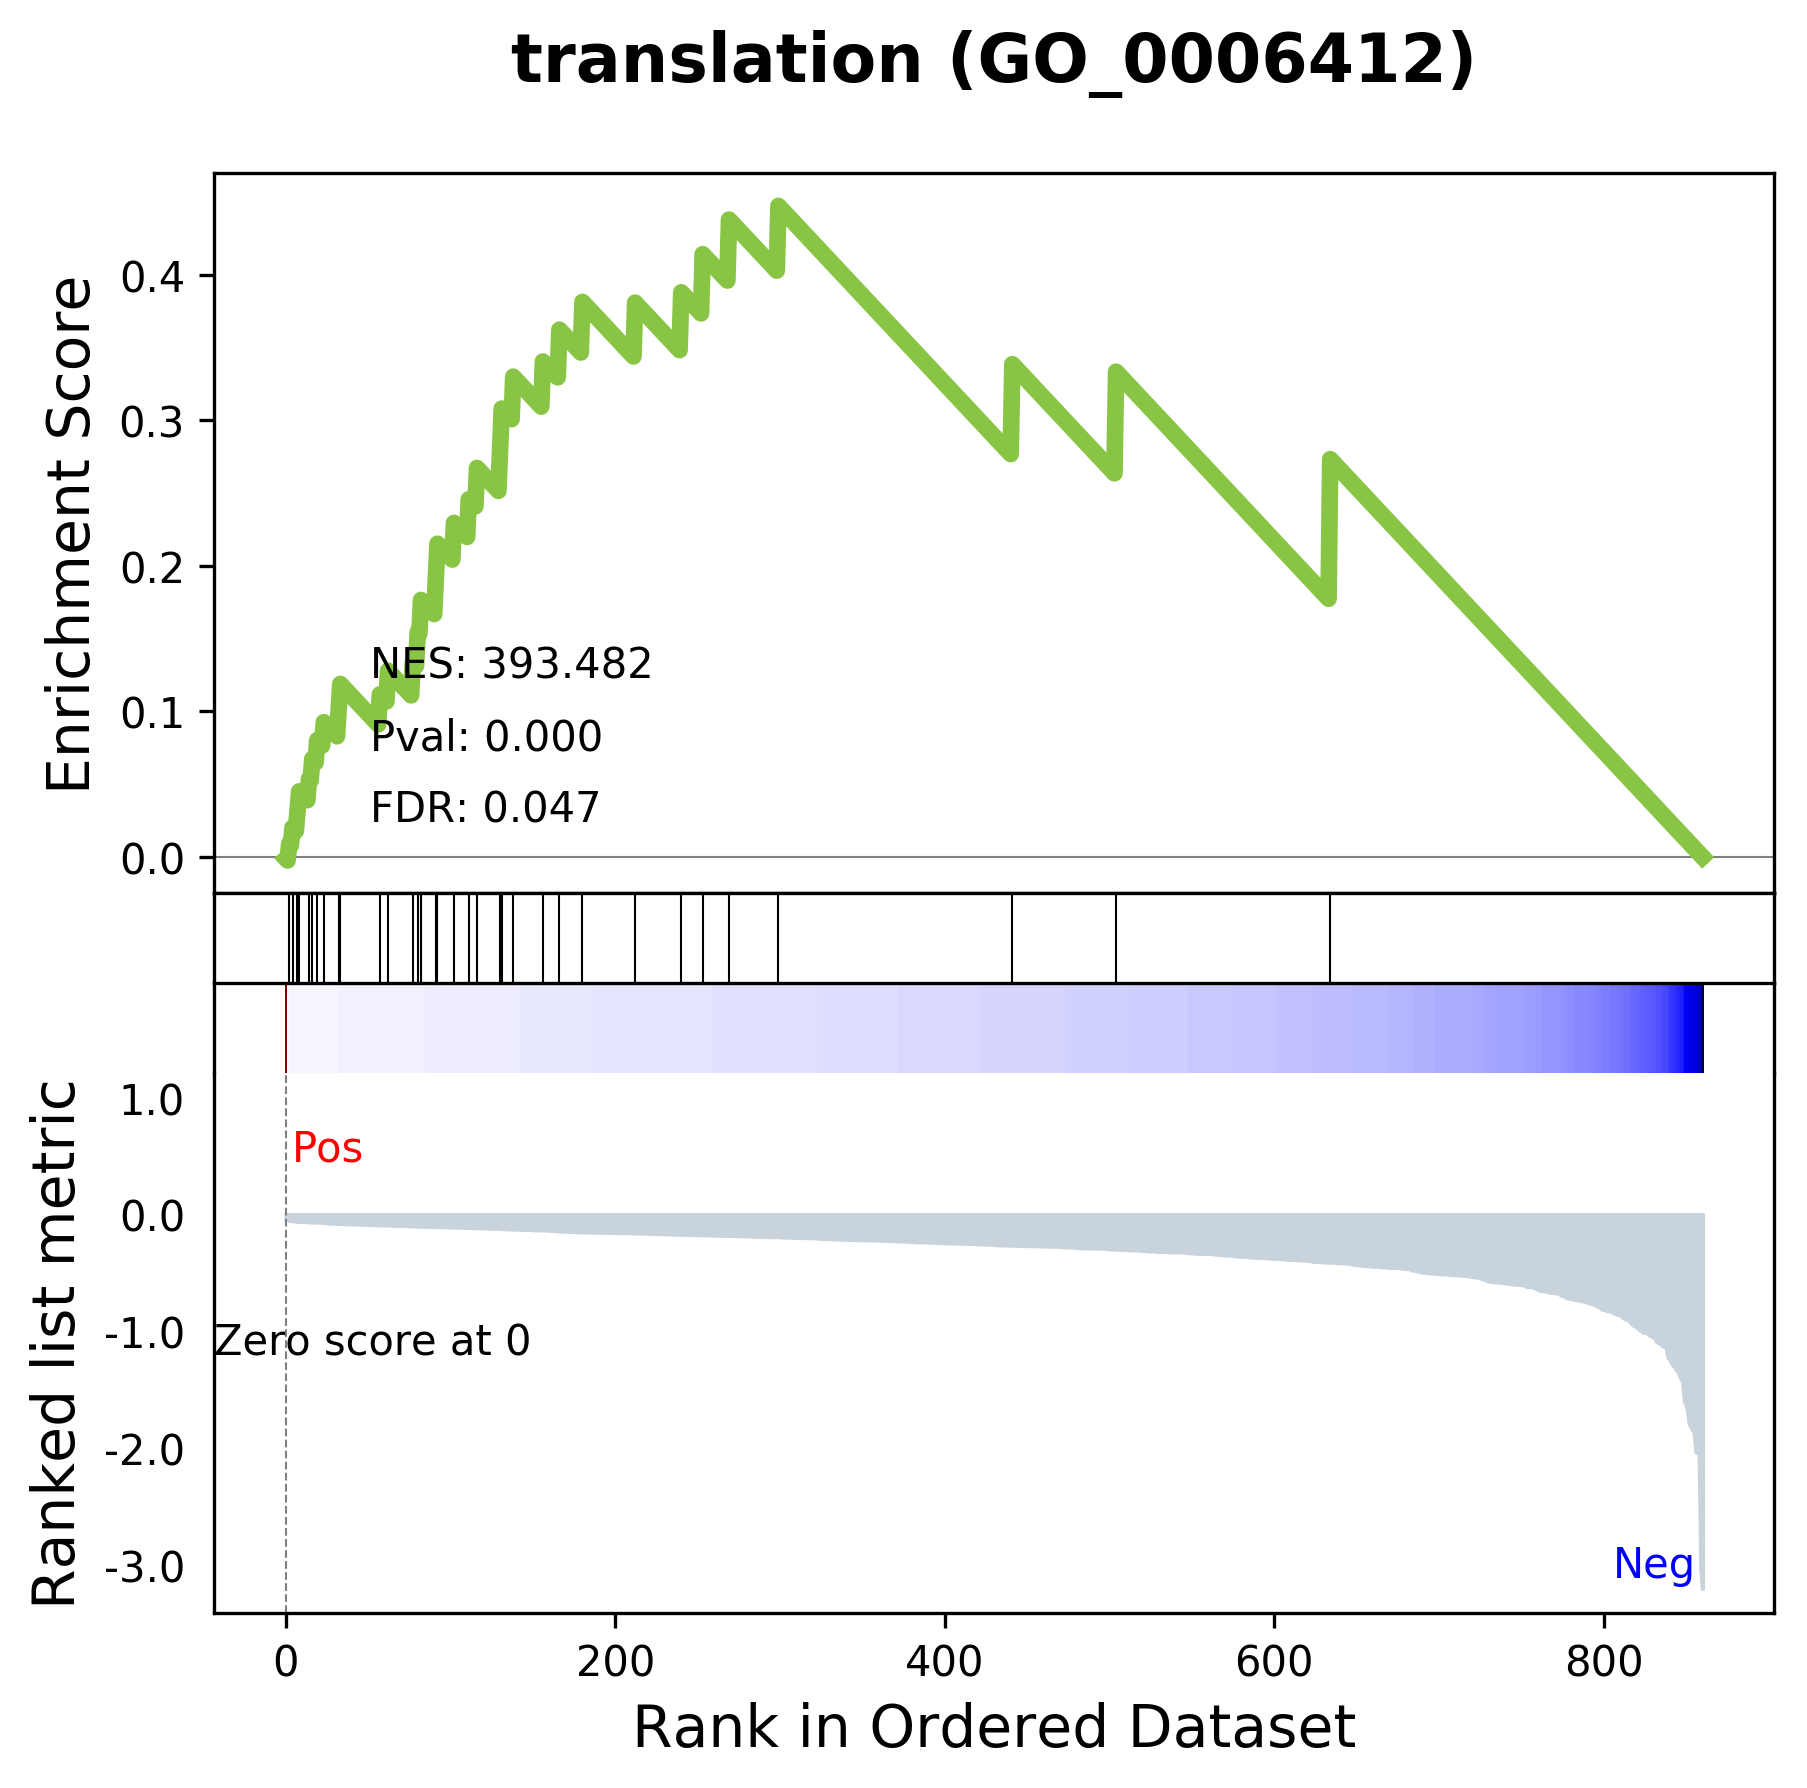 translation (GO_0006412)
Enrichment Score
0.4
0.3
0.2
0.1
0.0
NES: 393.482
Pval: 0.000
FDR: 0.047
Ranked list metric
1.0
0.0
-1.0
-2.0
-3.0
Pos
Zero score at 0
Neg
0 200 400 600 800
Rank in Ordered Dataset